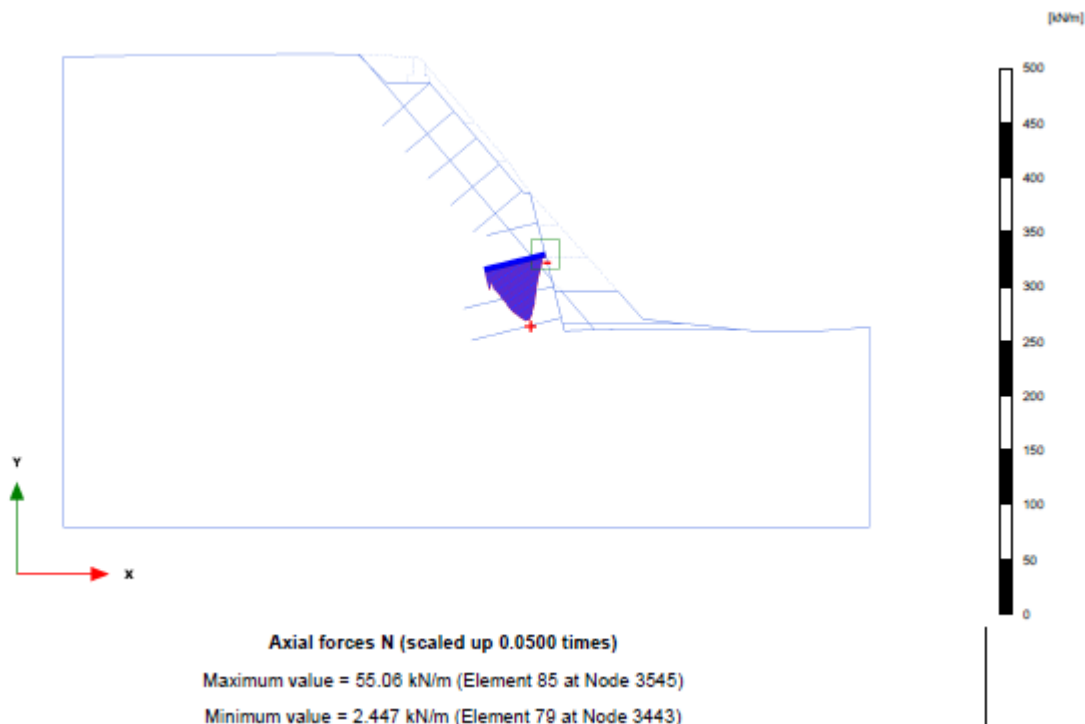 [kN/m]
500
450
400
350
300
250
200
150
100
50
0
Y
X
Axial forces N (scaled up 0.0500 times)
Maximum value = 55.06 kN/m (Element 85 at Node 3545)
Minimum value = 2.447 kN/m (Element 79 at Node 3443)